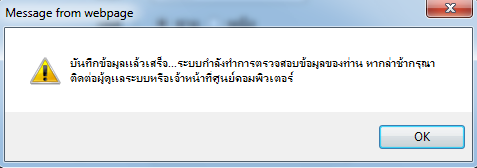 Message from webpage
บันทึกข้อมูลแล้วเสร็จ...ระบบกำลังทำการตรวจสอบข้อมูลของท่าน หากล่าช้ากรุณา
ติดต่อผู้ดูแลระบบหรือเจ้าหน้าที่ศูนย์คอมพิวเตอร์
OK